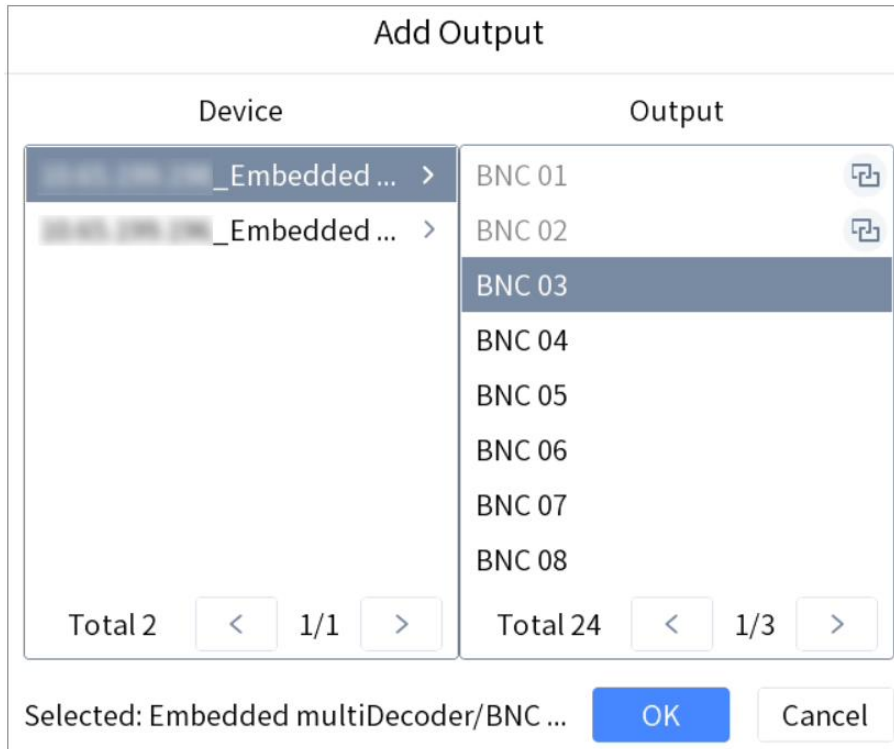 Add Output
Device
Output
_Embedded ... >
_Embedded ... >
BNC 01
BNC 02
BNC 03
BNC 04
BNC 05
BNC 06
BNC 07
BNC 08
Total 2 < 1/1 >
Total 24 < 1/3 >
Selected: Embedded multiDecoder/BNC ... OK Cancel